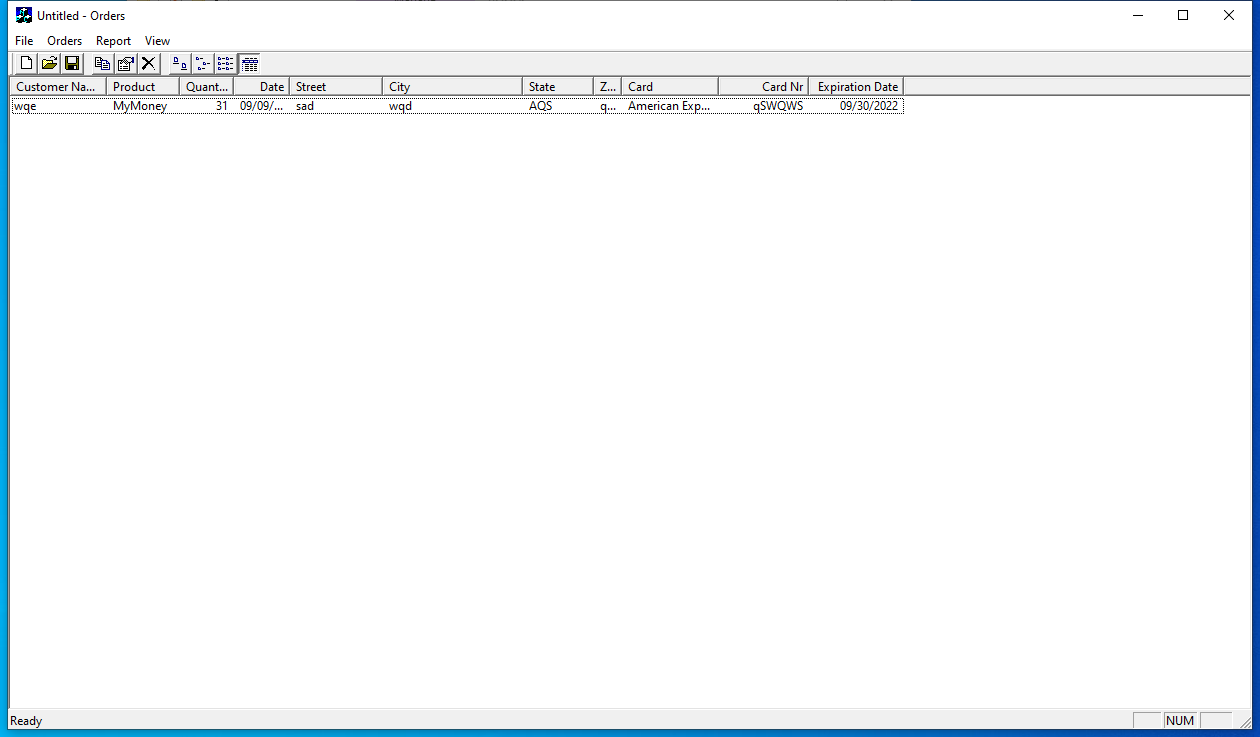 Untitled - Orders
File Orders Report View
Customer Na... Product Quant... Date Street City State Z... Card Card Nr Expiration Date
wqe MyMoney 31 09/09/... sad wqd AQS q... American Exp... qSWQWS 09/30/2022
Ready NUM